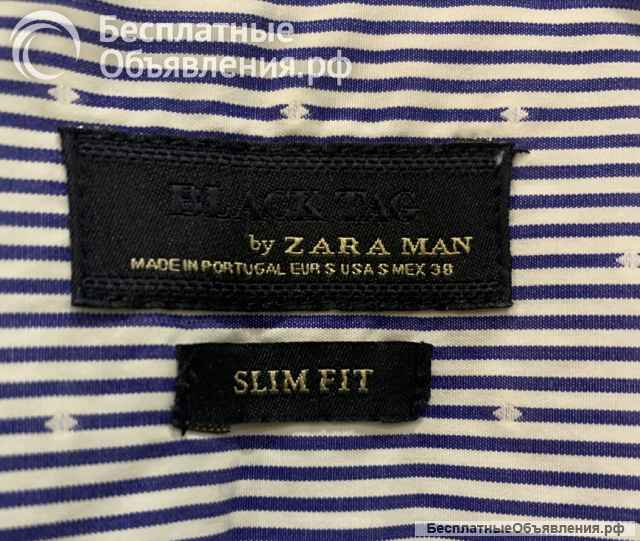 Бесплатные
Объявления.рф
BLACK TAG
by ZARA MAN
MADE IN PORTUGAL EUR S USA S MEX 38
SLIM FIT
БесплатныеОбъявления.рф